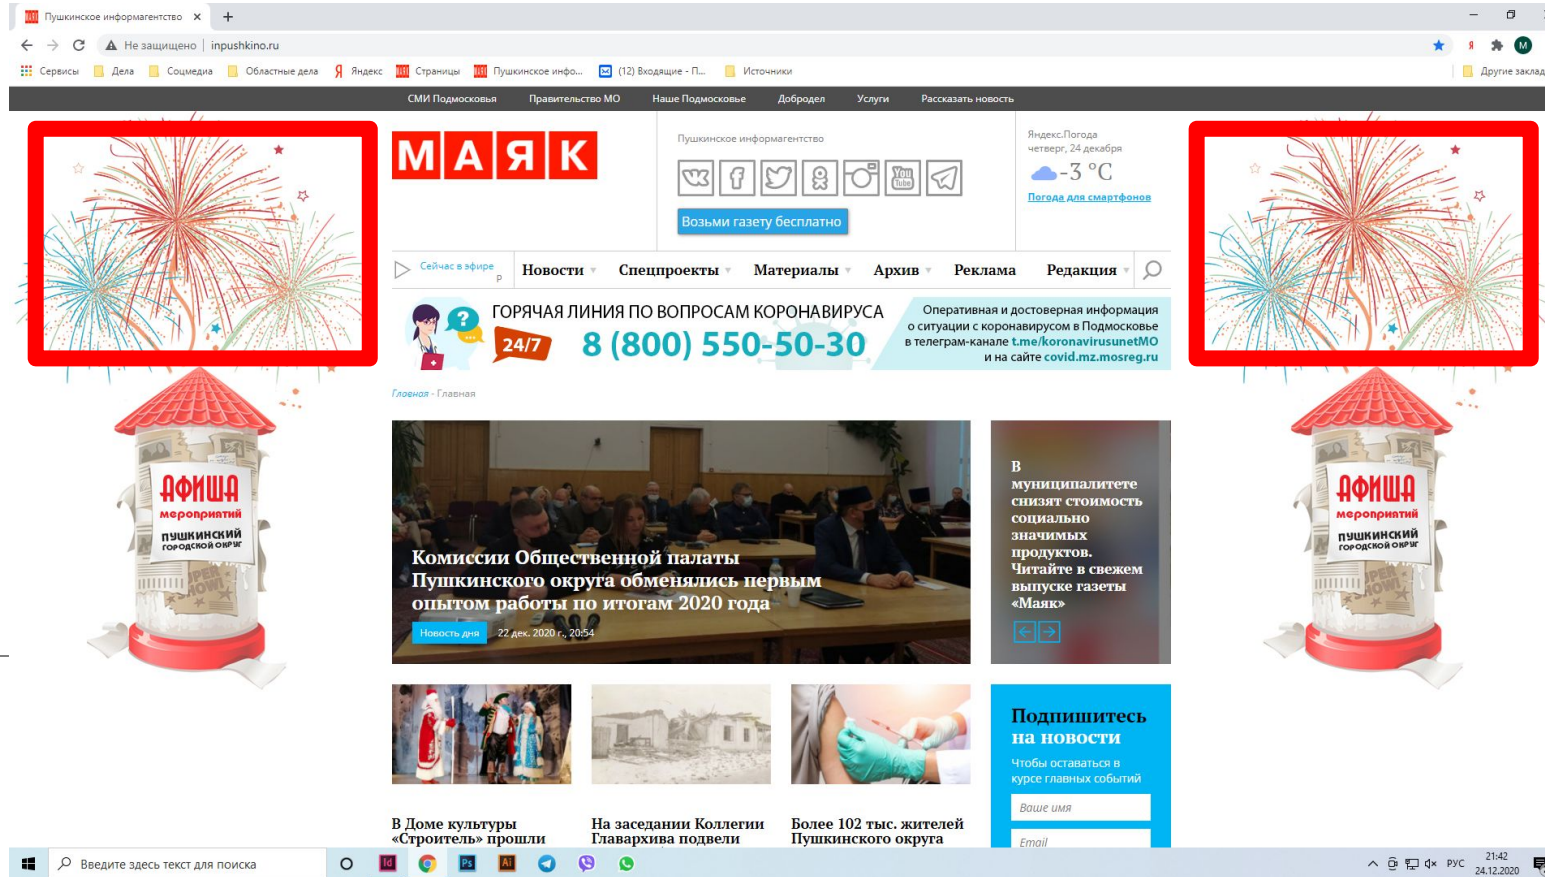 Пушкинское информагентство
Не защищено | inpushkino.ru
Я
M
Сервисы
Дела
Соцмедиа
Областные дела
Яндекс
Страницы
Пушкинское инфо...
(12) Входящие - П...
Источники
Другие заклад
СМИ Подмосковья
Правительство МО
Наше Подмосковье
Добродел
Услуги
Рассказать новость
МАЯК
Пушкинское информагентство
You
Tube
Возьми газету бесплатно
Яндекс.Погода
четверг, 24 декабря
-3 °C
Погода для смартфонов
Сейчас в эфире
Р
Новости
Спецпроекты
Материалы
Архив
Реклама
Редакция
ГОРЯЧАЯ ЛИНИЯ ПО ВОПРОСАМ КОРОНАВИРУСА
24/7
8 (800) 550-50-30
Оперативная и достоверная информация
о ситуации с коронавирусом в Подмосковье
в телеграм-канале t.me/koronavirusunetMO
и на сайте covid.mz.mosreg.ru
Главная - Главная
АФИША
мероприятий
ПУШКИНСКИЙ
ГОРОДСКОЙ ОКРУГ
Комиссии Общественной палаты
Пушкинского округа обменялись первым
опытом работы по итогам 2020 года
Новость дня
22 дек. 2020 г., 20:54
В
муниципалитете
снизят стоимость
социально
значимых
продуктов.
Читайте в свежем
выпуске газеты
«Маяк»
АФИША
мероприятий
ПУШКИНСКИЙ
ГОРОДСКОЙ ОКРУГ
В Доме культуры
«Строитель» прошли
На заседании Коллегии
Главархива подвели
Более 102 тыс. жителей
Пушкинского округа
Подпишитесь
на новости
Чтобы оставаться в
курсе главных событий
Ваше имя
Email
Введите здесь текст для поиска
Id
Ps
Ai
РУС
21:42
24.12.2020